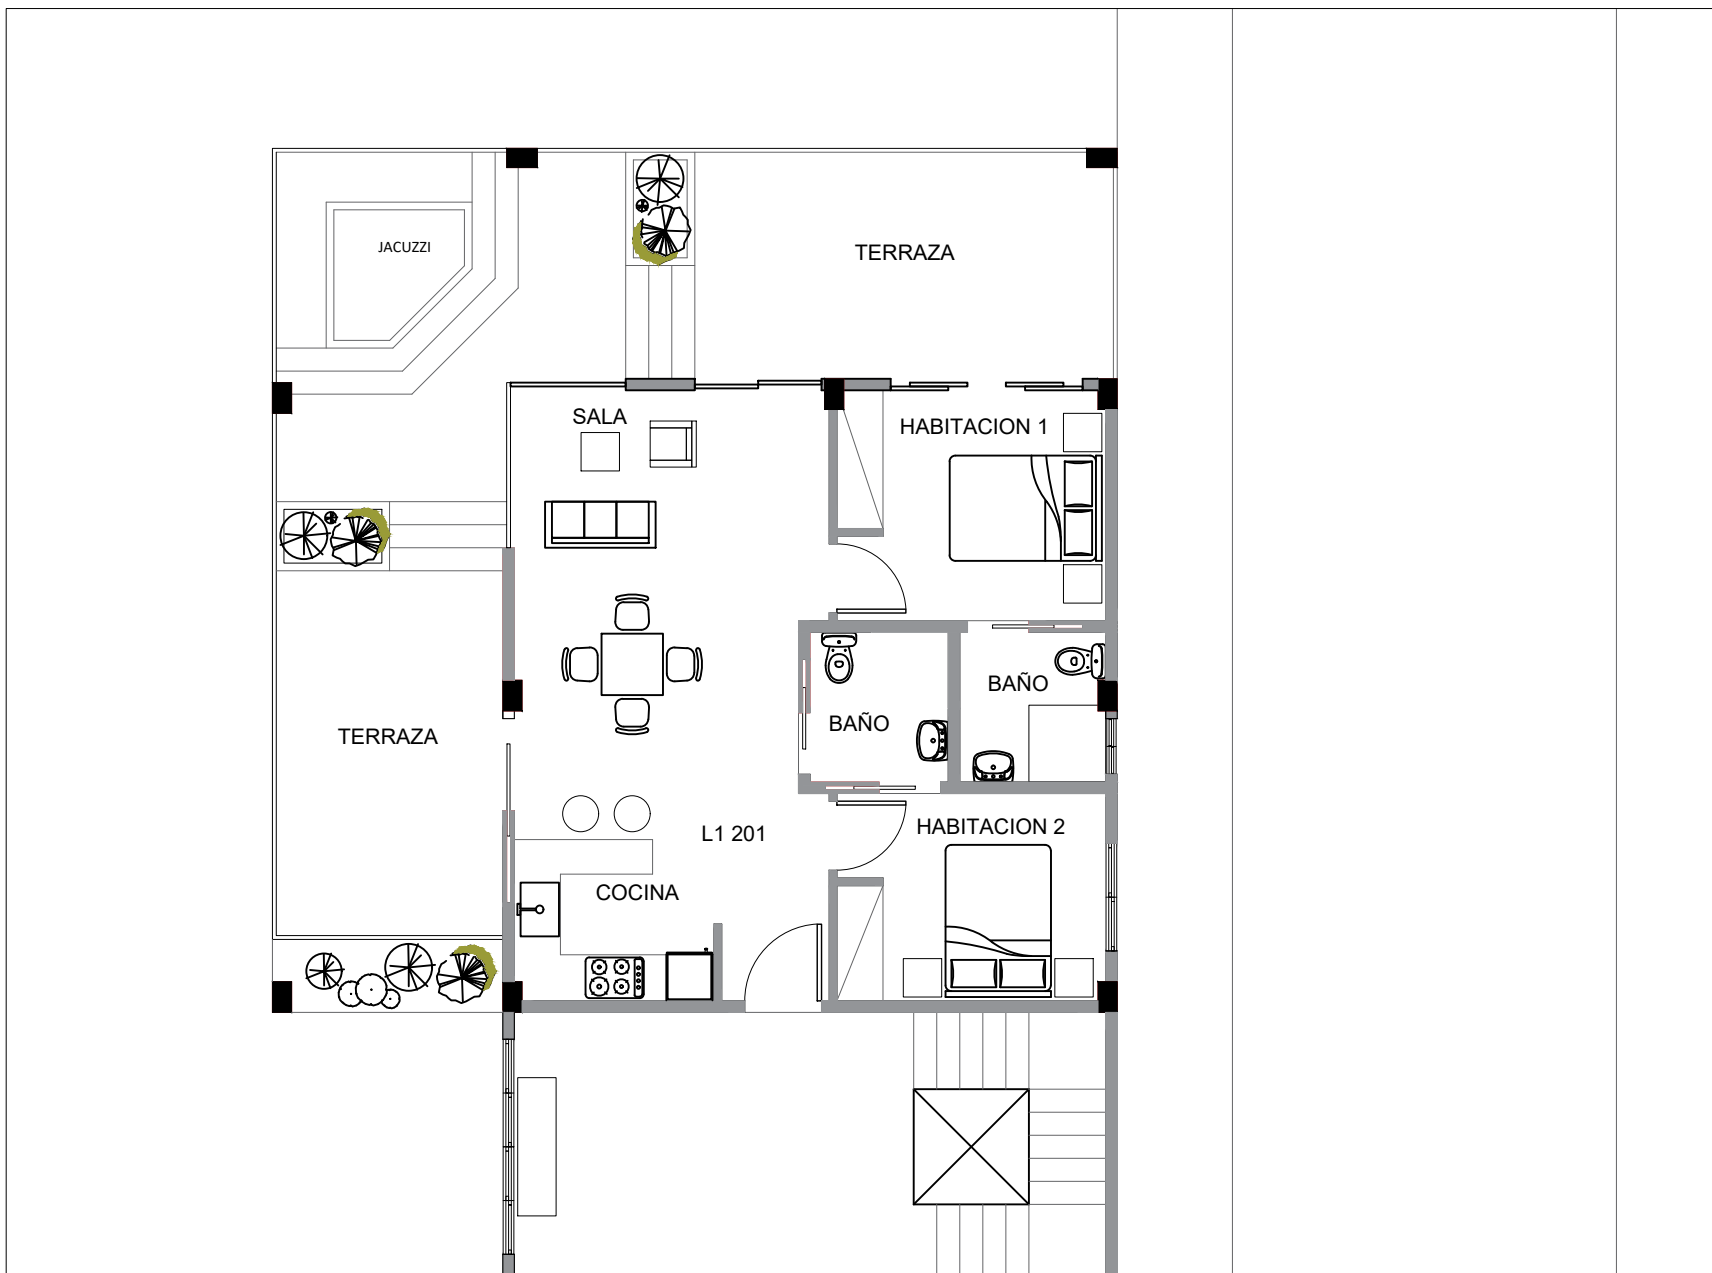 JACUZZI
TERRAZA
SALA
HABITACION 1
BAÑO
BAÑO
TERRAZA
L1 201
HABITACION 2
COCINA